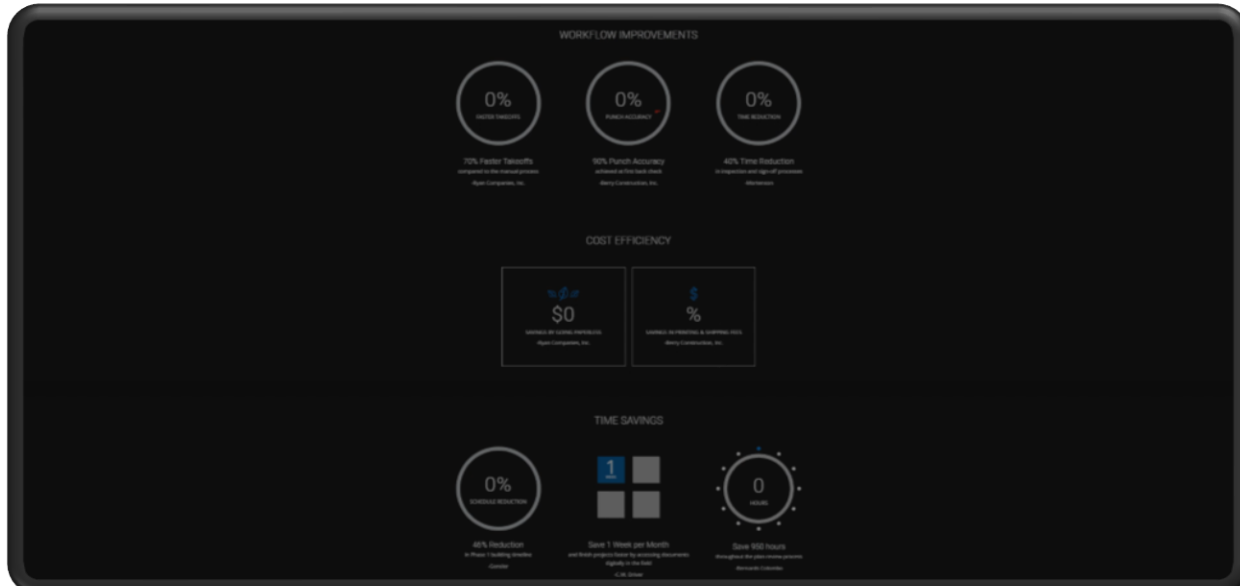 WORKFLOW IMPROVEMENTS
0%
FASTER TAKEOFFS
0%
PUNCH ACCURACY
0%
TIME REDUCTION
70% Faster Takeoffs
compared to the manual process
-Ryan Companies, Inc.
90% Punch Accuracy
achieved at first back check
-Barry Construction, Inc.
40% Time Reduction
in inspection and sign-off processes
-Mortenson
COST EFFICIENCY
$0
SAVINGS BY GOING PAPERLESS
-Ryan Companies, Inc.
$
%
SAVINGS IN PRINTING & SHIPPING FEES
-Barry Construction, Inc.
TIME SAVINGS
0%
SCHEDULE REDUCTION
1
0
HOURS
Reduction
in Phase 1 building timeline
Save 1 Week per Month
and finish projects faster by accessing documents
digitally in the field
Save 900 hours
throughout the plan review process